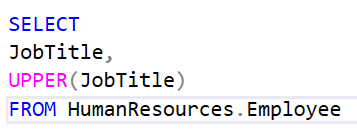 SELECT
JobTitle,
UPPER(JobTitle)
FROM HumanResources.Employee